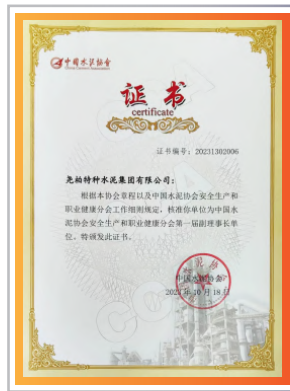 中国水泥协会
证书
certificate
证书编号：20231302006
尧柏特种水泥集团有限公司：
根据本协会章程以及中国水泥协会安全生产和
职业健康分会工作细则规定，核准你单位为中国水
泥协会安全生产和职业健康分会第一届副理事长单
位。特颁发此证书。
中国水泥协会
2023年10月18日